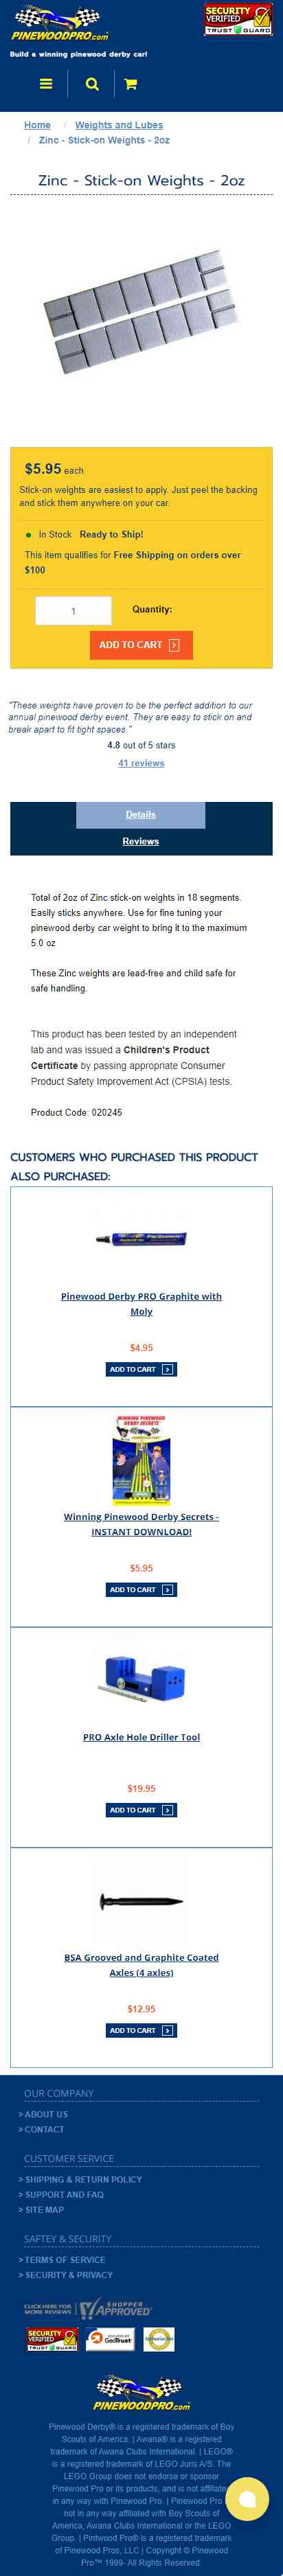 PINEWOODPRO.com
Build a winning pinewood derby car!
SECURITY
VERIFIED
TRUST GUARD
Home / Weights and Lubes
/ Zinc - Stick-on Weights - 2oz
Zinc - Stick-on Weights - 2oz
$5.95 each
Stick-on weights are easiest to apply. Just peel the backing
and stick them anywhere on your car.
In Stock Ready to Ship!
This item qualifies for Free Shipping on orders over
$100
1 Quantity:
ADD TO CART
"These weights have proven to be the perfect addition to our
annual pinewood derby event. They are easy to stick on and
break apart to fit tight spaces."
4.8 out of 5 stars
41 reviews
Details
Reviews
Total of 2oz of Zinc stick-on weights in 18 segments.
Easily sticks anywhere. Use for fine tuning your
pinewood derby car weight to bring it to the maximum
5.0 oz
These Zinc weights are lead-free and child safe for
safe handling.
This product has been tested by an independent
lab and was issued a Children's Product
Certificate by passing appropriate Consumer
Product Safety Improvement Act (CPSIA) tests.
Product Code: 020245
CUSTOMERS WHO PURCHASED THIS PRODUCT
ALSO PURCHASED:
Pinewood Derby PRO Graphite with
Moly
$4.95
ADD TO CART
WINNING PINEWOOD
DERBY SECRETS
Winning Pinewood Derby Secrets -
INSTANT DOWNLOAD!
$5.95
ADD TO CART
PRO Axle Hole Driller Tool
$19.95
ADD TO CART
BSA Grooved and Graphite Coated
Axles (4 axles)
$12.95
ADD TO CART
OUR COMPANY
> ABOUT US
> CONTACT
CUSTOMER SERVICE
> SHIPPING & RETURN POLICY
> SUPPORT AND FAQ
> SITE MAP
SAFTEY & SECURITY
> TERMS OF SERVICE
> SECURITY & PRIVACY
CLICK HERE FOR
MORE REVIEWS
SHOPPER
APPROVED
SECURITY
VERIFIED
TRUST GUARD
GeoTrust
Authorize.Net
PINEWOODPRO.com
Pinewood Derby® is a registered trademark of Boy
Scouts of America. | Awana® is a registered
trademark of Awana Clubs International. | LEGO®
is a registered trademark of LEGO Juris A/S. The
LEGO Group does not endorse or sponsor
Pinewood Pro or its products, and is not affiliated
in any way with Pinewood Pro. | Pinewood Pro
not in any way affiliated with Boy Scouts of
America, Awana Clubs International or the LEGO
Group. | Pintwood Pro® is a registered trademark
of Pinewood Pros, LLC | Copyright © Pinewood
Pro™ 1999- All Rights Reserved.